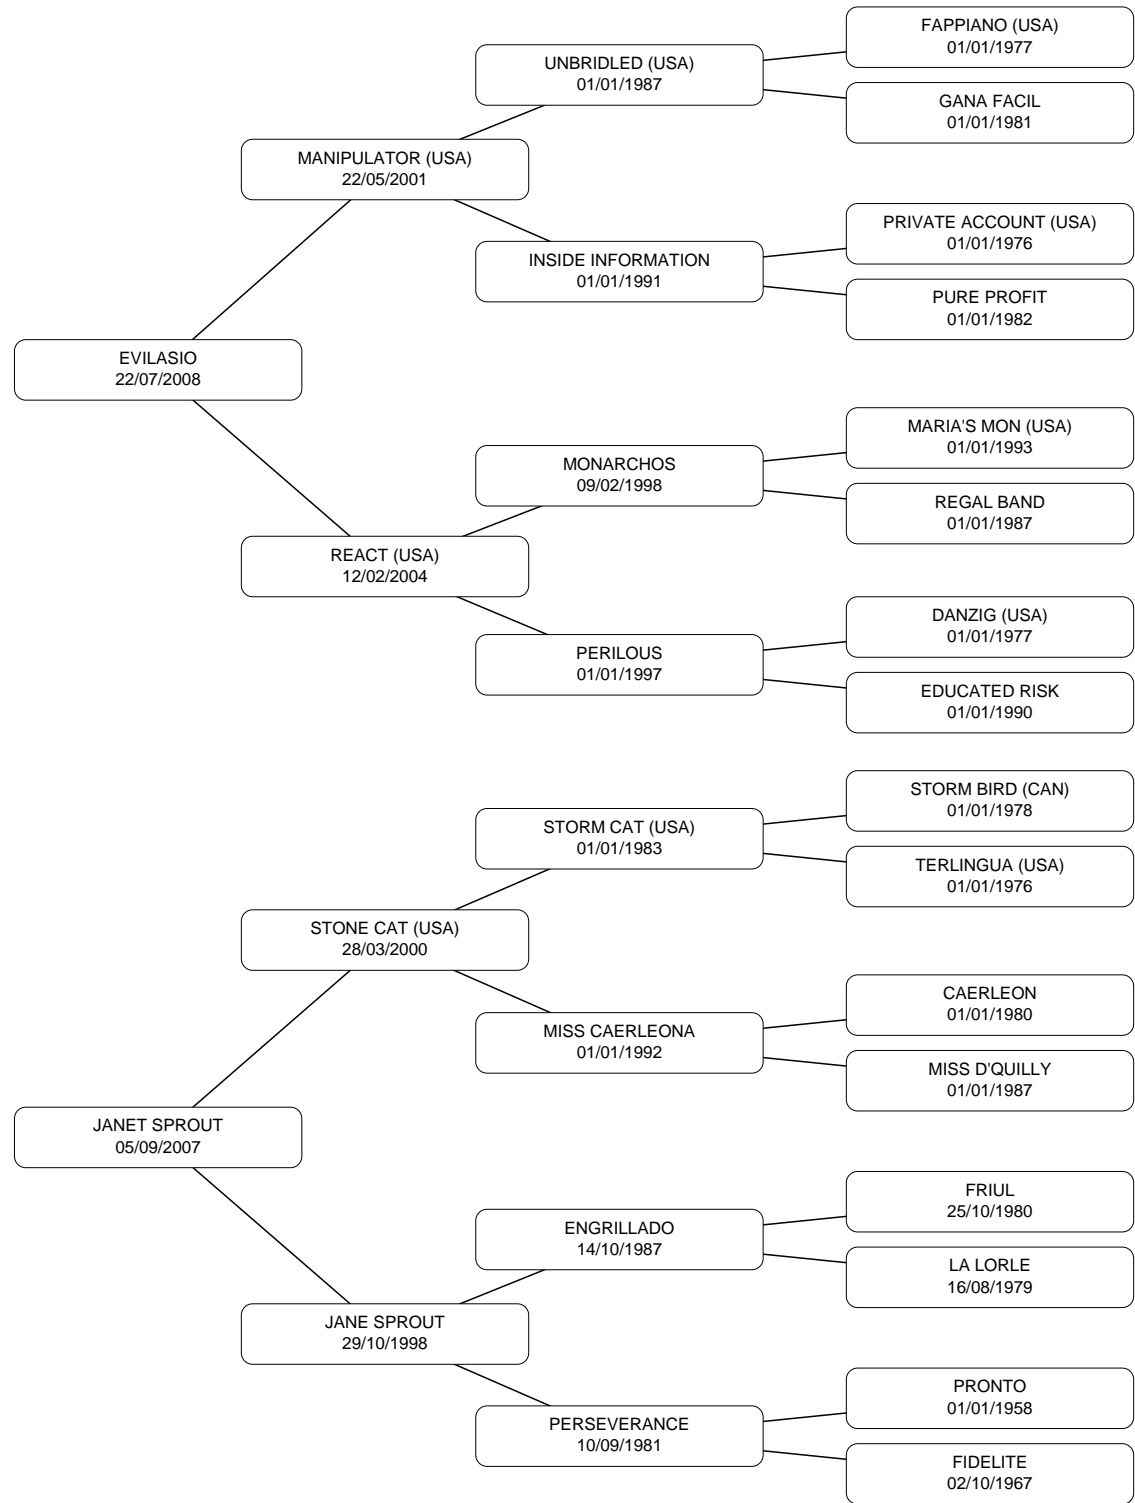 FAPPIANO (USA)
01/01/1977
UNBRIDLED (USA)
01/01/1987
GANA FACIL
01/01/1981
MANIPULATOR (USA)
22/05/2001
PRIVATE ACCOUNT (USA)
01/01/1976
INSIDE INFORMATION
01/01/1991
PURE PROFIT
01/01/1982
EVILASIO
22/07/2008
MARIA'S MON (USA)
01/01/1993
MONARCHOS
09/02/1998
REGAL BAND
01/01/1987
REACT (USA)
12/02/2004
DANZIG (USA)
01/01/1977
PERILOUS
01/01/1997
EDUCATED RISK
01/01/1990
STORM BIRD (CAN)
01/01/1978
STORM CAT (USA)
01/01/1983
TERLINGUA (USA)
01/01/1976
STONE CAT (USA)
28/03/2000
CAERLEON
01/01/1980
MISS CAERLEONA
01/01/1992
MISS D'QUILLY
01/01/1987
JANET SPROUT
05/09/2007
FRIUL
25/10/1980
ENGRILLADO
14/10/1987
LA LORLE
16/08/1979
JANE SPROUT
29/10/1998
PRONTO
01/01/1958
PERSEVERANCE
10/09/1981
FIDELITE
02/10/1967